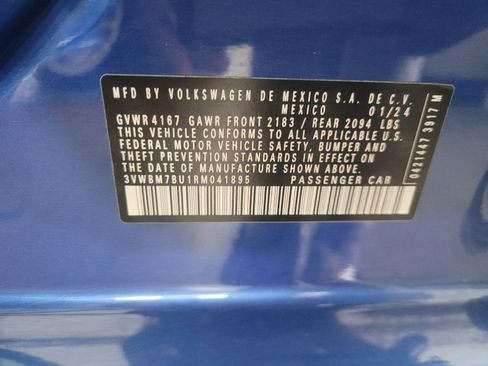 MFD BY VOLKSWAGEN DE MEXICO S.A. DE C.V.
MEXICO 01/24
GVWR 4167 GAWR FRONT 2183 / REAR 2094 LBS
THIS VEHICLE CONFORMS TO ALL APPLICABLE U.S.
FEDERAL MOTOR VEHICLE SAFETY, BUMPER AND
THEFT PREVENTION STANDARDS IN EFFECT ON
THE DATE OF MANUFACTURE SHOWN ABOVE.
3VWBM7BU1RM041895 PASSENGER CAR
0421447 3917 M